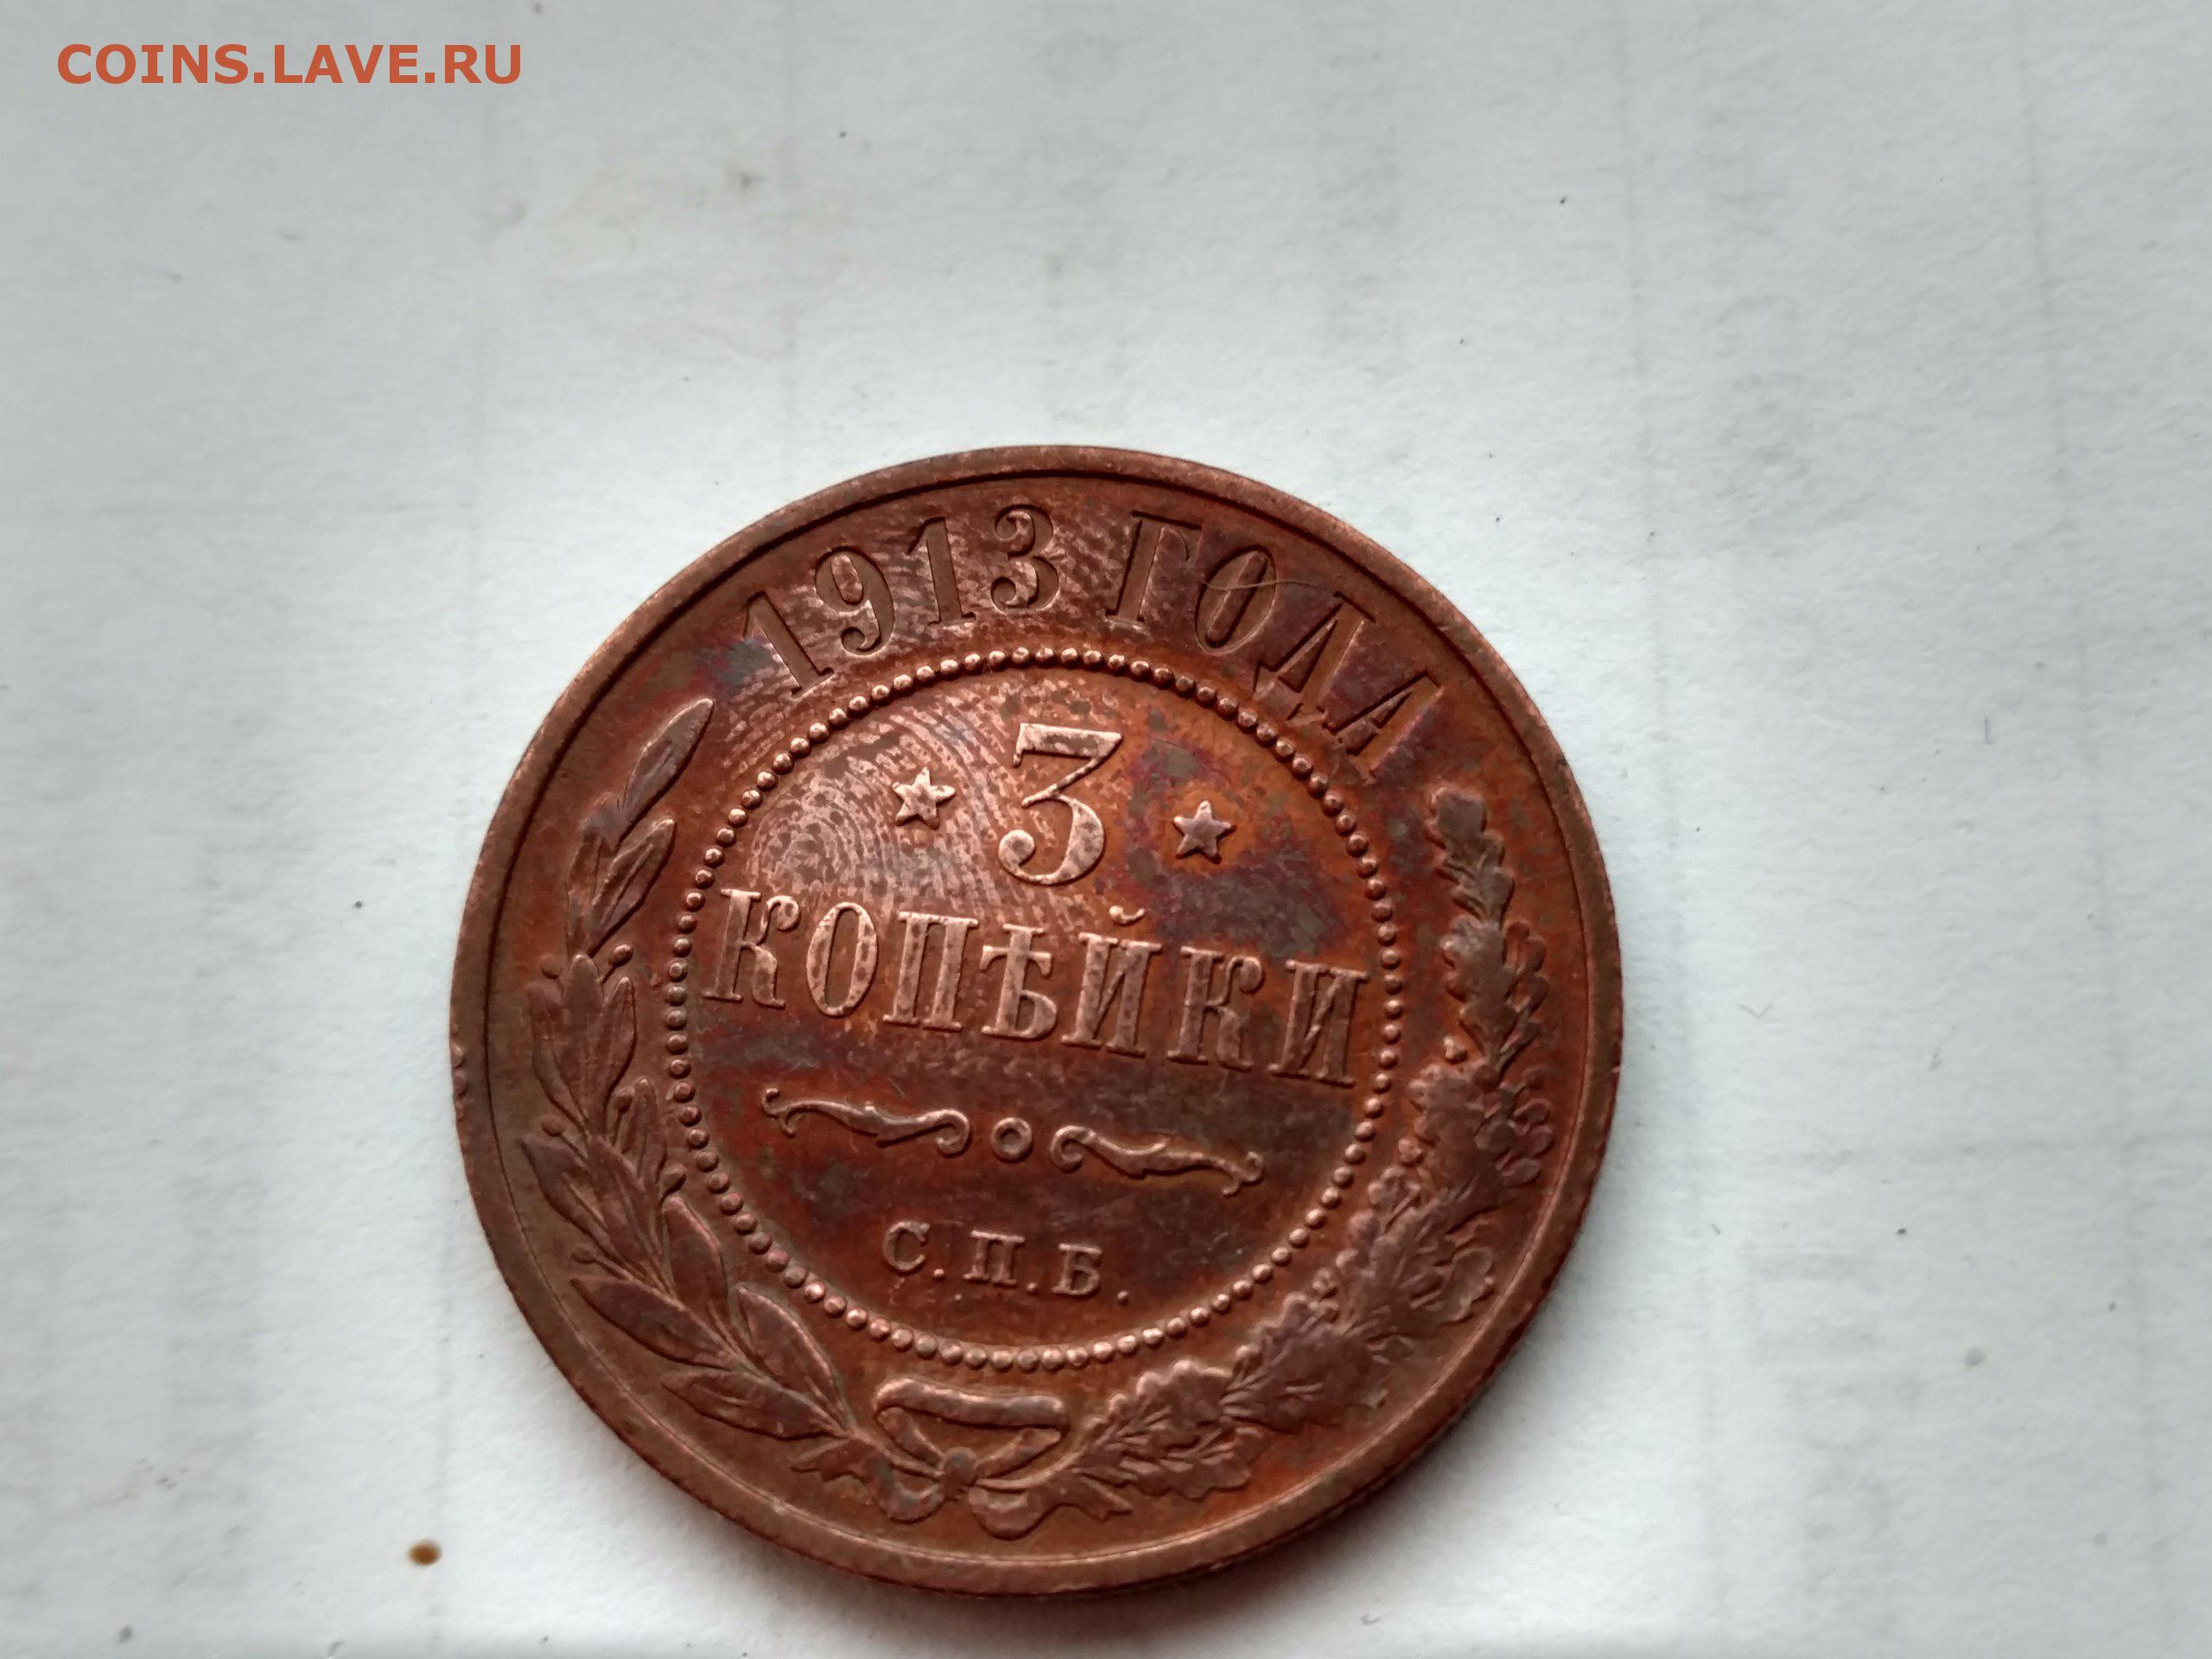 COINS.LAVE.RU
1913 ГОДА
3
КОПѢЙКИ
С.П.Б.